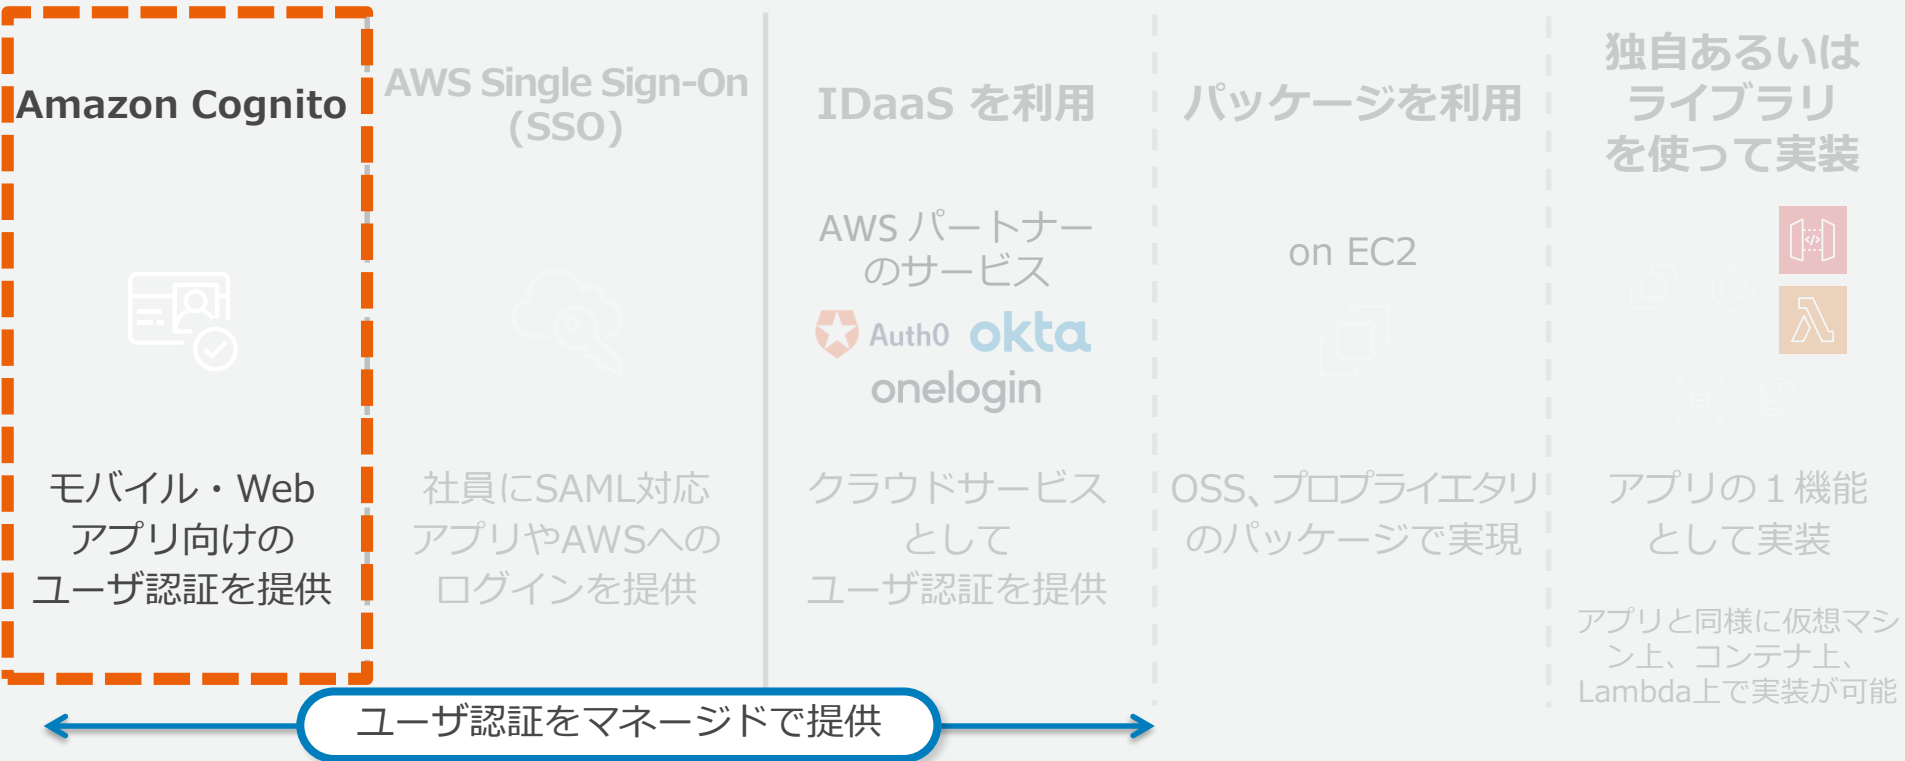 Amazon Cognito
モバイル・Web
アプリ向けの
ユーザ認証を提供
AWS Single Sign-On
(SSO)
社員にSAML対応
アプリやAWSへの
ログインを提供
IDaaS を利用
AWS パートナー
のサービス
Auth0 okta
onelogin
クラウドサービス
として
ユーザ認証を提供
パッケージを利用
on EC2
OSS、プロプライエタリ
のパッケージで実現
独自あるいは
ライブラリ
を使って実装
アプリの１機能
として実装
アプリと同様に仮想マシ
ン上、コンテナ上、
Lambda上で実装が可能
ユーザ認証をマネージドで提供